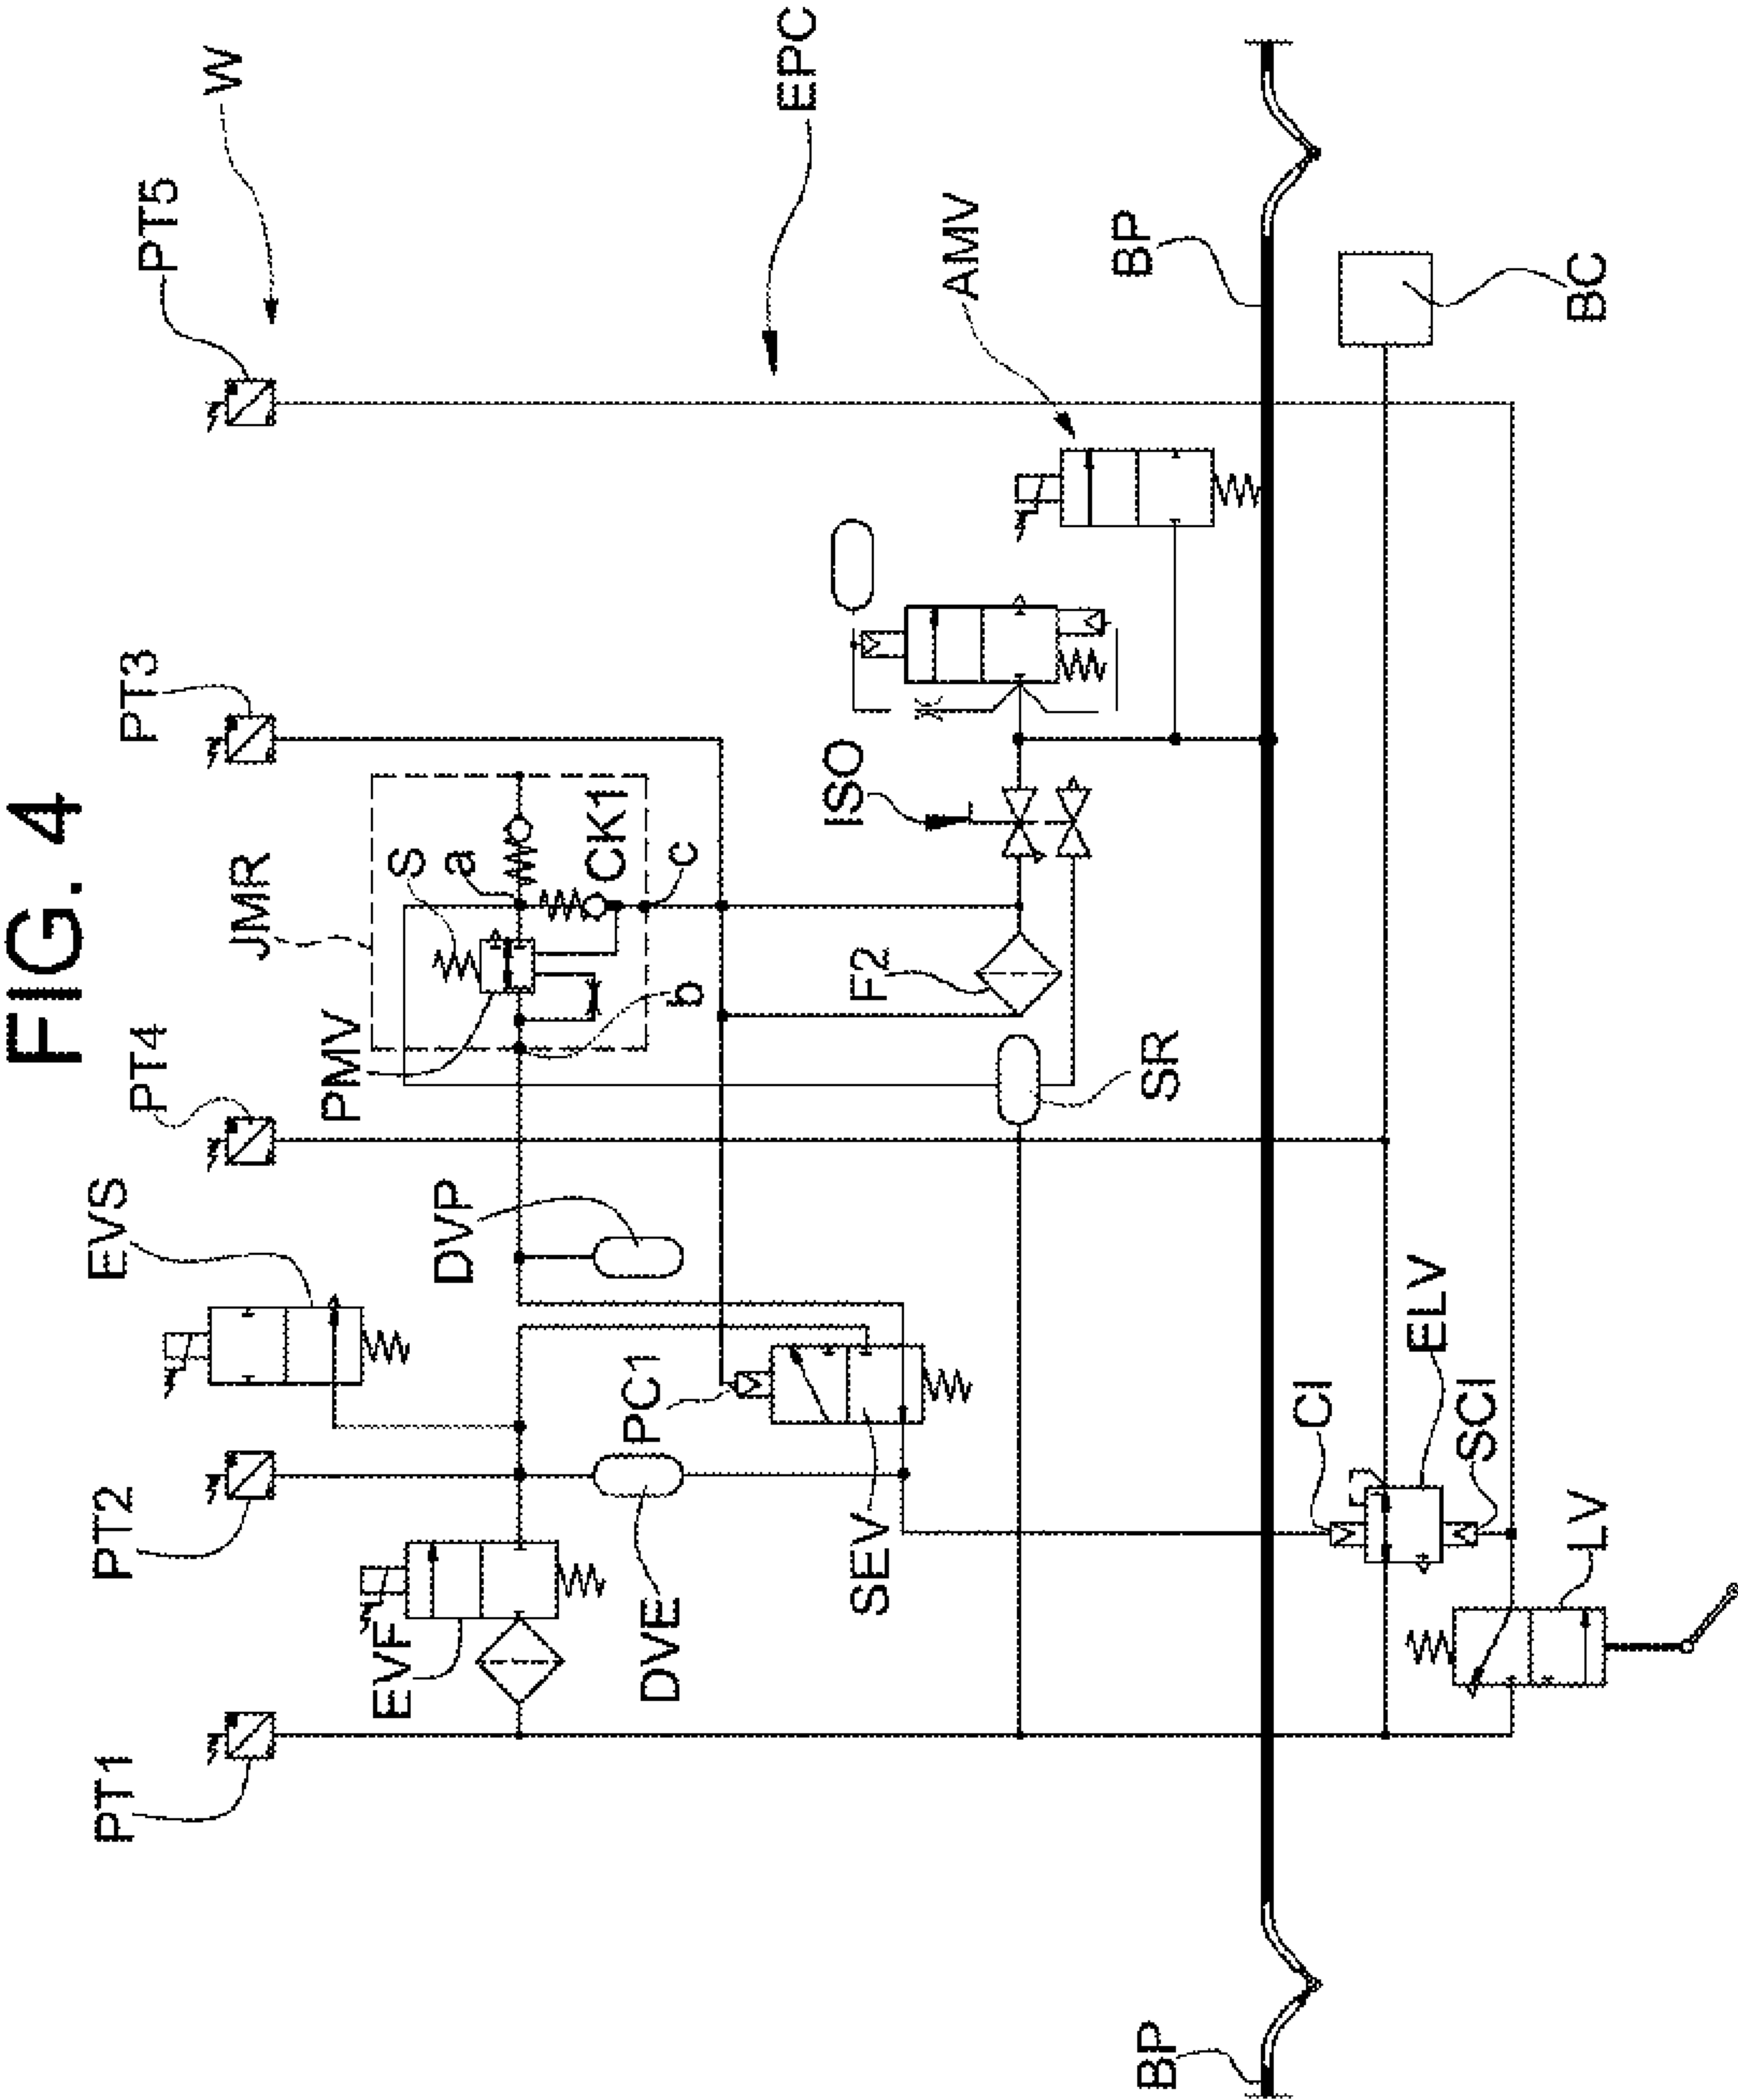 FIG. 4
W
PT5
EPC
PT3
AMV
BP
BC
JMR
S
a
CK1
c
ISO
PT4
PMV
b
F2
SR
EVS
DVP
PT2
PC1
ELV
CI
SCI
EVF
DVE
SEV
LV
PT1
BP